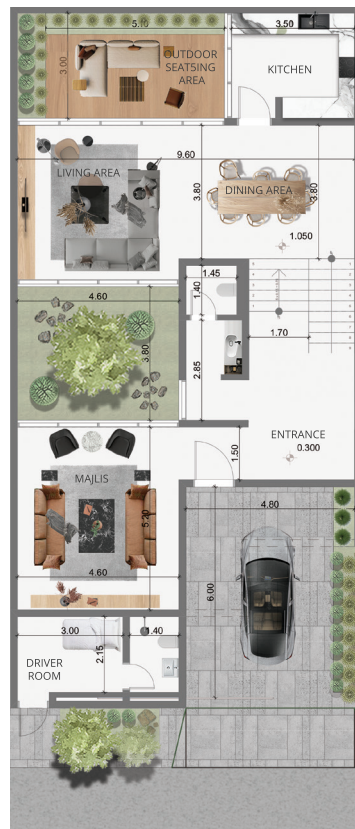 5.10
3.50
3.00
OUTDOOR
SEAT5ING
AREA
KITCHEN
9.60
LIVING AREA
3.80
DINING AREA
3.80
1.050
1.45
1.40
4.60
3.80
1.70
2.85
ENTRANCE
0.300
1.50
MAJLIS
5.20
4.60
4.80
6.00
3.00
1.40
2.15
DRIVER
ROOM